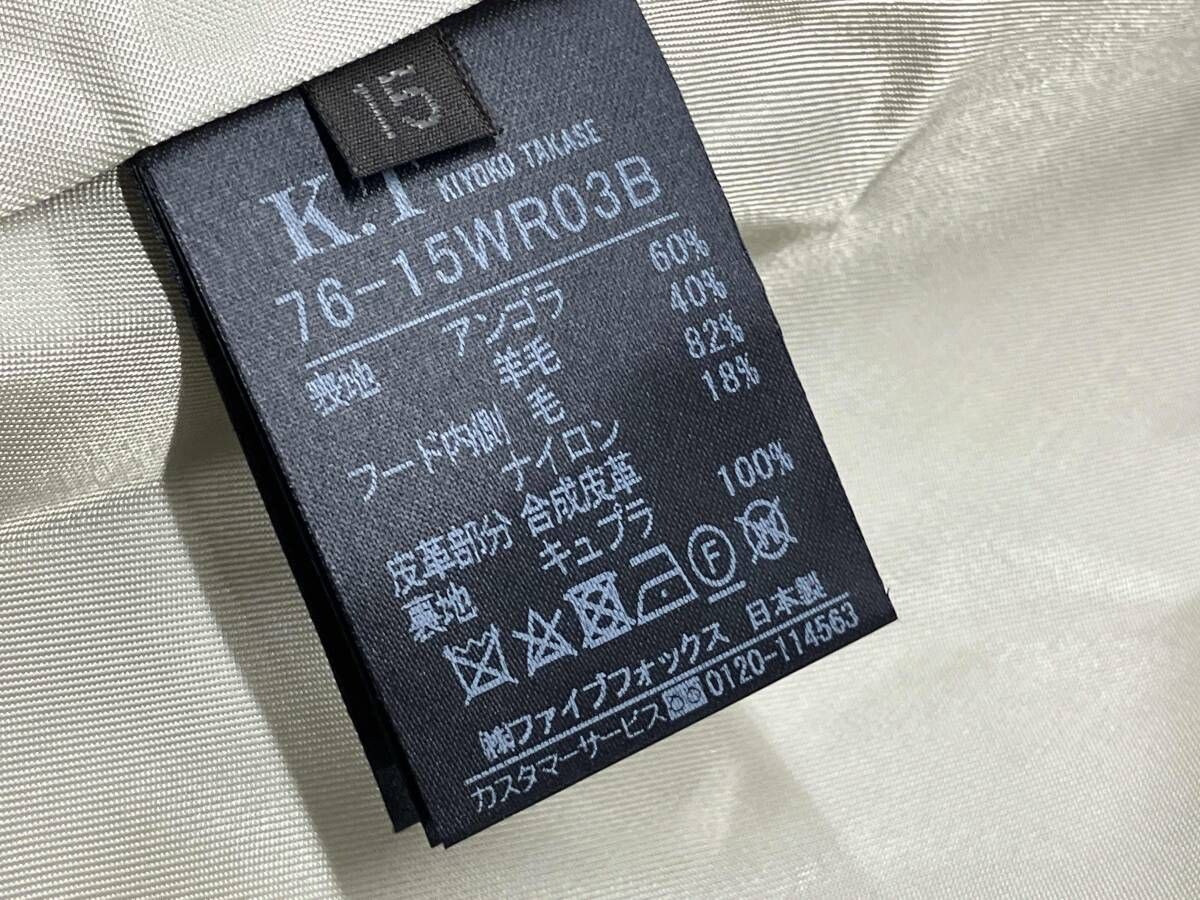 15
K.T KIYOKO TAKASE
76-15WR03B
表地 アンゴラ 60%
羊毛 40%
フード内側 毛 82%
ナイロン 18%
皮革部分 合成皮革
裏地 キュプラ 100%
F
㈱ファイブフォックス 日本製
カスタマーサービス 0120-114563